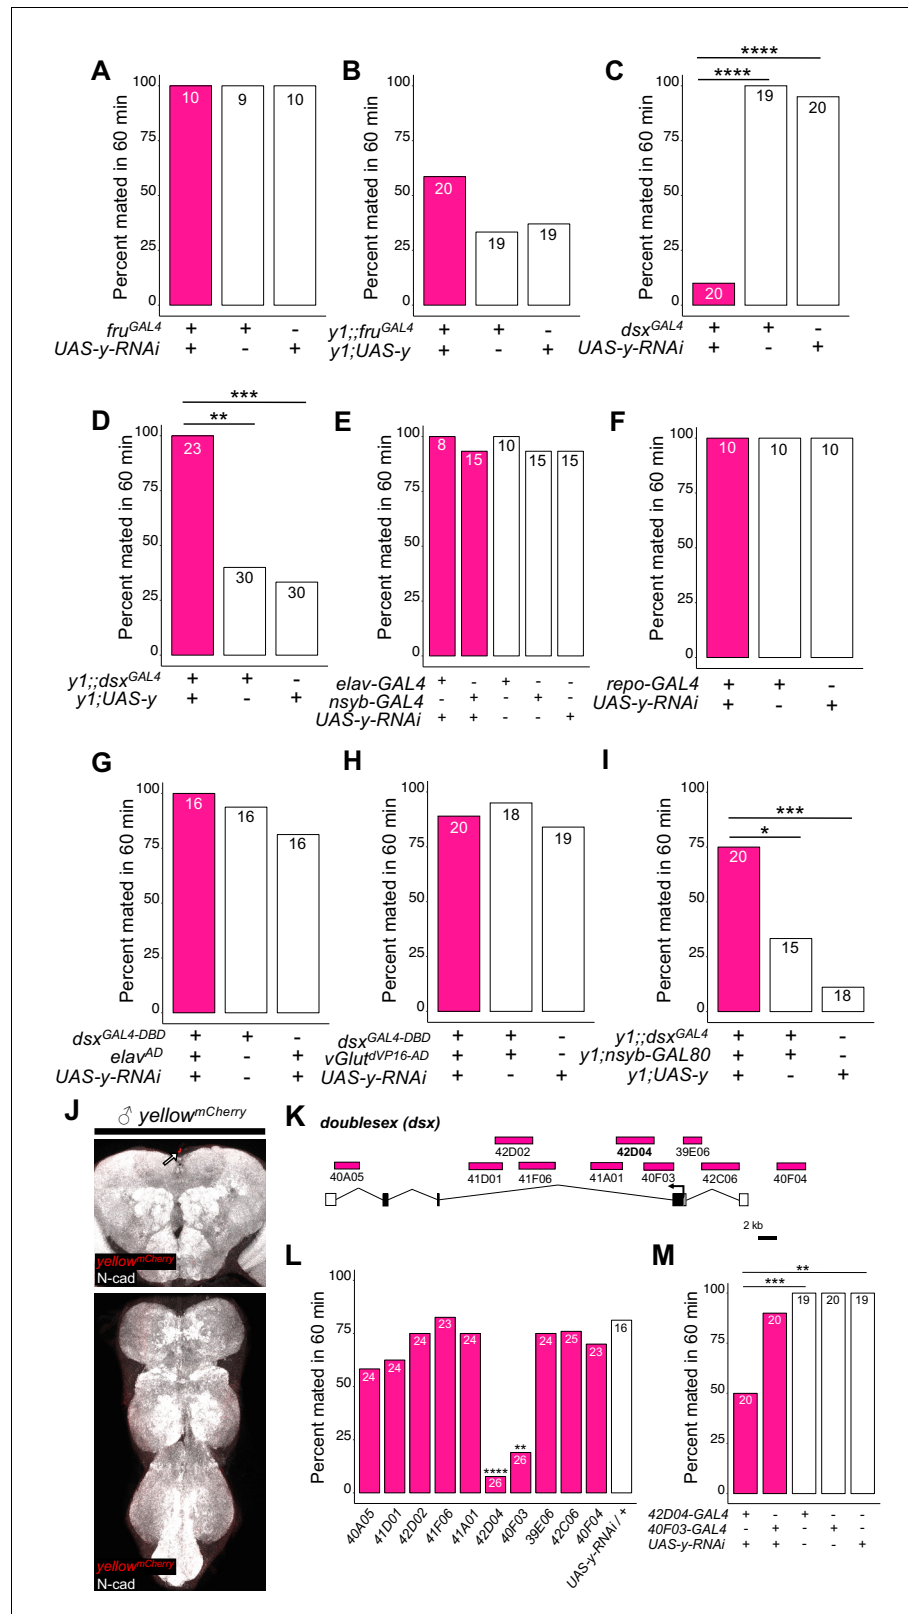 A
Percent mated in 60 min
100
75
50
25
0
10
9
10
fruGAL4 + + -
UAS-y-RNAi + - +
B
Percent mated in 60 min
100
75
50
25
0
20
19
19
y1;;fruGAL4 + + -
y1;UAS-y + - +
C
Percent mated in 60 min
100
75
50
25
0
****
****
20
19
20
dsxGAL4 + + -
UAS-y-RNAi + - +
D
Percent mated in 60 min
100
75
50
25
0
***
**
23
30
30
y1;;dsxGAL4 + + -
y1;UAS-y + - +
E
Percent mated in 60 min
100
75
50
25
0
8
15
10
15
15
elav-GAL4 + - + - -
nsyb-GAL4 - + - + -
UAS-y-RNAi + + - - +
F
Percent mated in 60 min
100
75
50
25
0
10
10
10
repo-GAL4 + + -
UAS-y-RNAi + - +
G
Percent mated in 60 min
100
75
50
25
0
16
16
16
dsxGAL4-DBD + + -
elavAD + - +
UAS-y-RNAi + - +
H
Percent mated in 60 min
100
75
50
25
0
20
18
19
dsxGAL4-DBD + + -
vGlutdVP16-AD + + -
UAS-y-RNAi + - +
I
Percent mated in 60 min
100
75
50
25
0
***
*
20
15
18
y1;;dsxGAL4 + + -
y1;nsyb-GAL80 + + -
y1;UAS-y + - +
J
♂ yellowmCherry
yellowmCherry
N-cad
yellowmCherry
N-cad
K
doublesex (dsx)
42D02
42D04
39E06
40A05
41D01
41F06
41A01
40F03
42C06
40F04
2 kb
L
Percent mated in 60 min
100
75
50
25
0
24
24
24
23
24
****
26
**
26
24
25
23
16
40A05
41D01
42D02
41F06
41A01
42D04
40F03
39E06
42C06
40F04
UAS-y-RNAi / +
M
Percent mated in 60 min
100
75
50
25
0
**
***
20
20
19
20
19
42D04-GAL4 + - + - -
40F03-GAL4 - + - + -
UAS-y-RNAi + + - - +